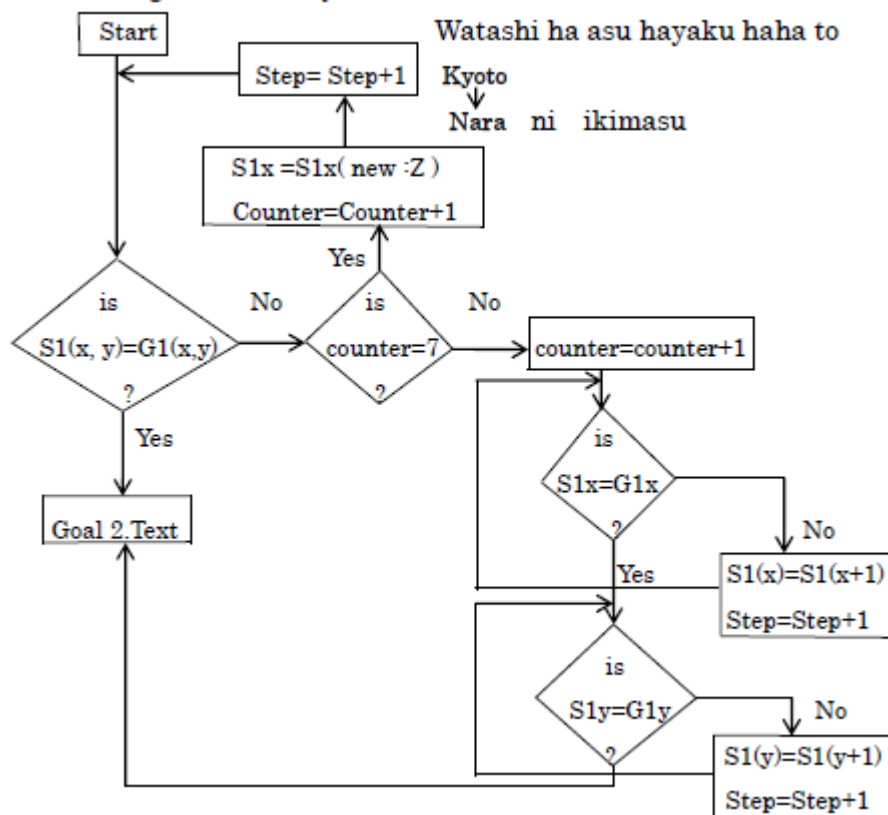 Start
Watashi ha asu hayaku haha to
Step= Step+1
Kyoto
Nara ni ikimasu
S1x =S1x( new :Z )
Counter=Counter+1
Yes
is
S1(x, y)=G1(x,y)
?
No
is
counter=7
?
No
counter=counter+1
Yes
Goal 2.Text
is
S1x=G1x
?
No
S1(x)=S1(x+1)
Step=Step+1
Yes
is
S1y=G1y
?
No
S1(y)=S1(y+1)
Step=Step+1